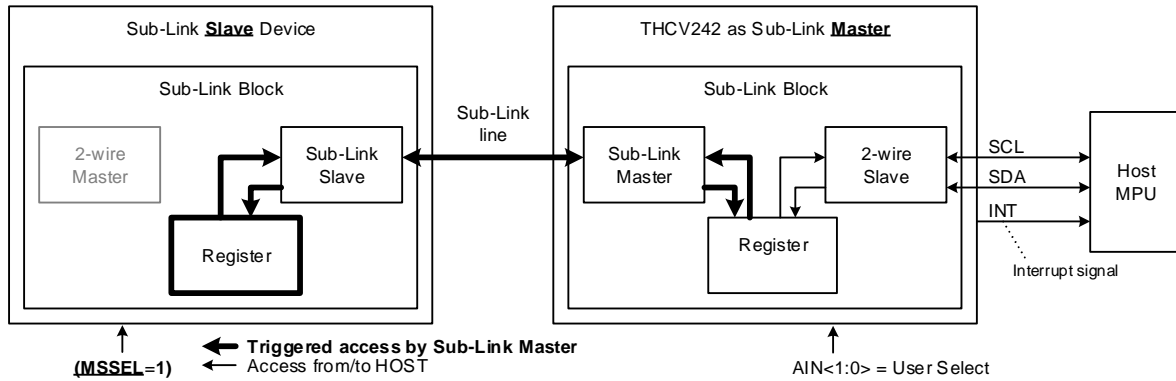 Sub-Link Slave Device
THCV242 as Sub-Link Master
Sub-Link Block
Sub-Link Block
2-wire
Master
Sub-Link
Slave
Register
Sub-Link
line
Sub-Link
Master
2-wire
Slave
Register
SCL
SDA
INT
Interrupt signal
Host
MPU
(MSSEL=1)
Triggered access by Sub-Link Master
Access from/to HOST
AIN<1:0> = User Select